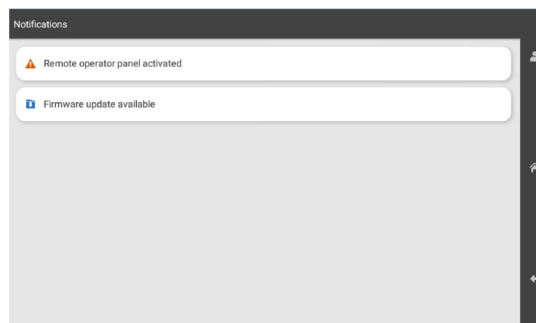 Notifications
Remote operator panel activated
Firmware update available